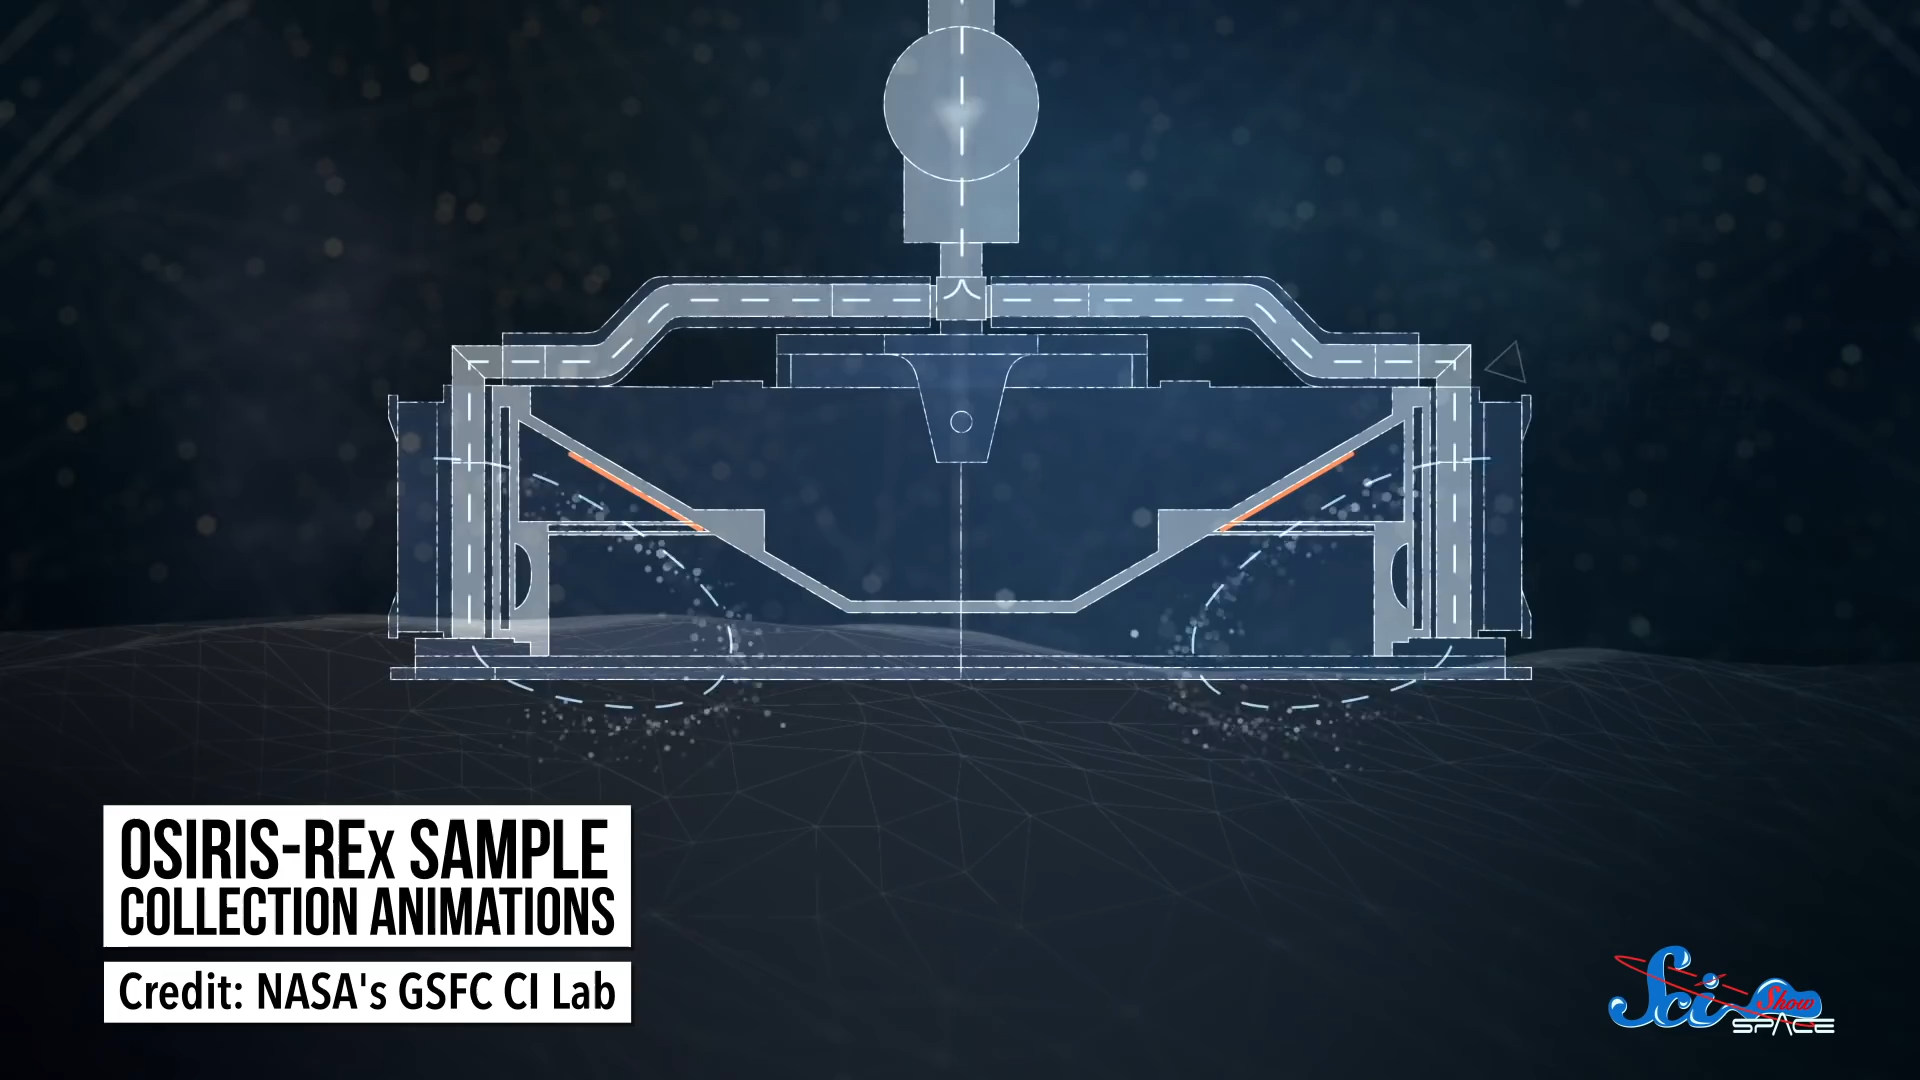 OSIRIS-REx SAMPLE
COLLECTION ANIMATIONS
Credit: NASA's GSFC CI Lab
Sci Show
SPACE